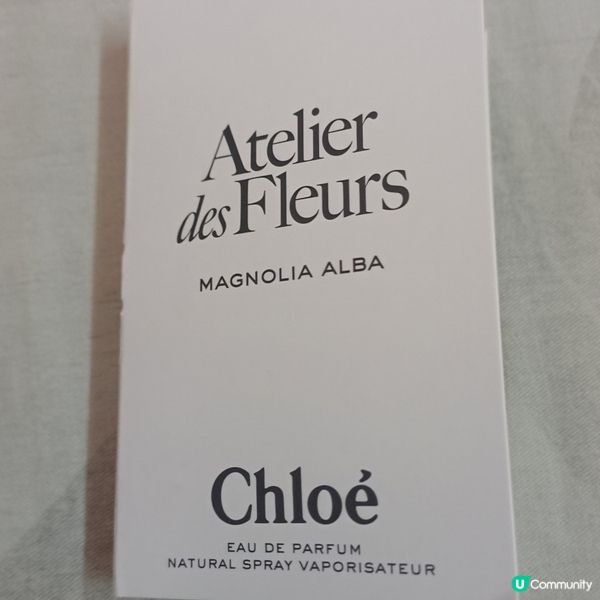 Atelier
des Fleurs
MAGNOLIA ALBA
Chloé
EAU DE PARFUM
NATURAL SPRAY VAPORISATEUR
U Community